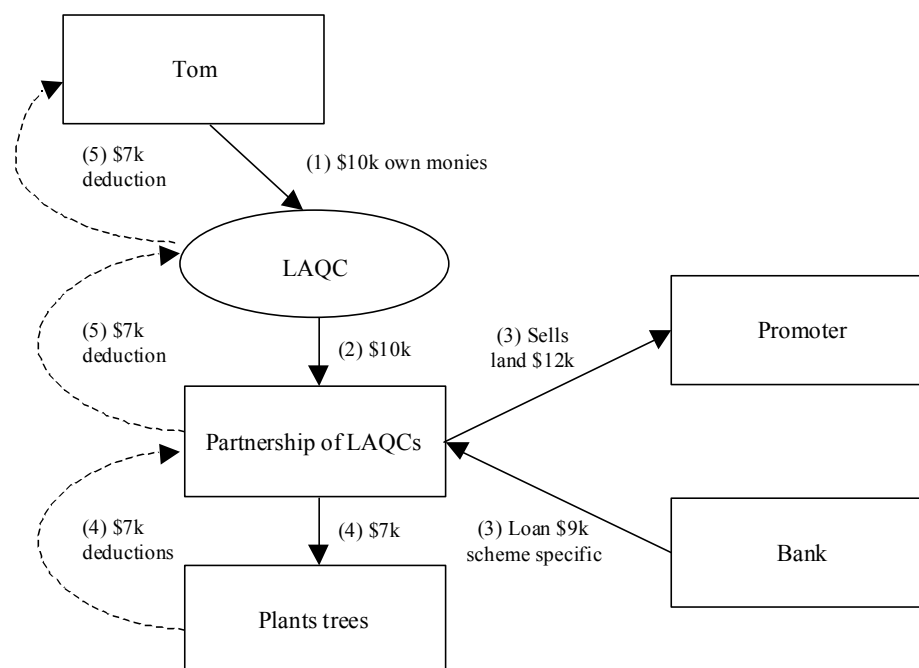 Tom
(5) $7k
deduction
(1) $10k own monies
LAQC
(5) $7k
deduction
(2) $10k
(3) Sells
land $12k
Promoter
Partnership of LAQCs
(4) $7k
deductions
(4) $7k
(3) Loan $9k
scheme specific
Bank
Plants trees